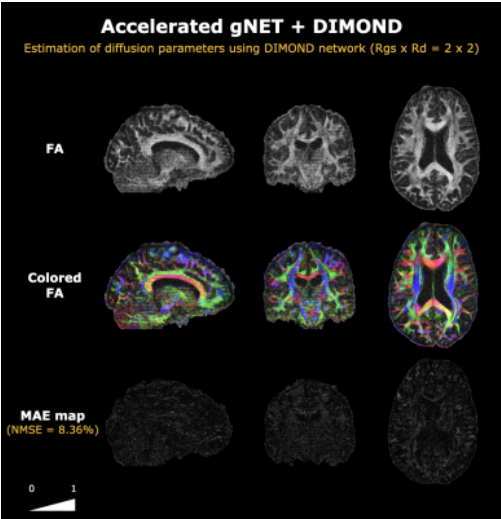 Accelerated gNET + DIMOND
Estimation of diffusion parameters using DIMOND network (Rgs x Rd = 2 x 2)
FA
Colored
FA
MAE map
(NMSE = 8.36%)
0 1